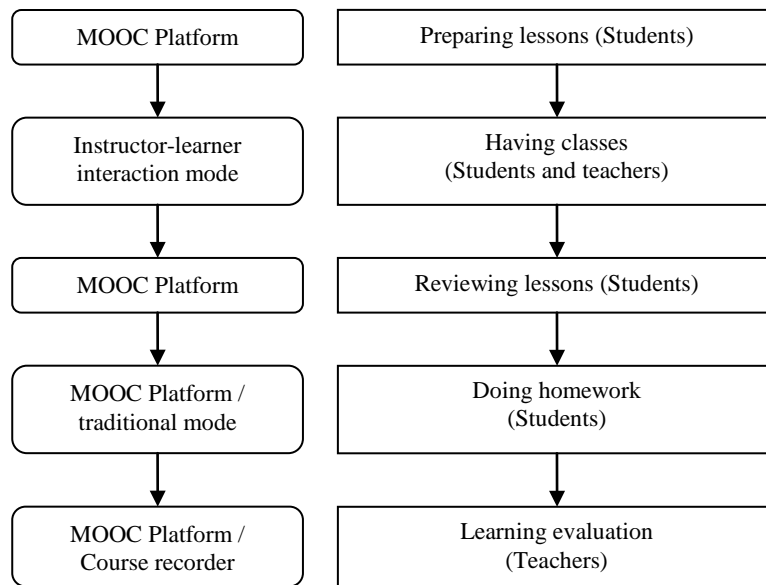 MOOC Platform
Preparing lessons (Students)
Instructor-learner
interaction mode
Having classes
(Students and teachers)
MOOC Platform
Reviewing lessons (Students)
MOOC Platform /
traditional mode
Doing homework
(Students)
MOOC Platform /
Course recorder
Learning evaluation
(Teachers)